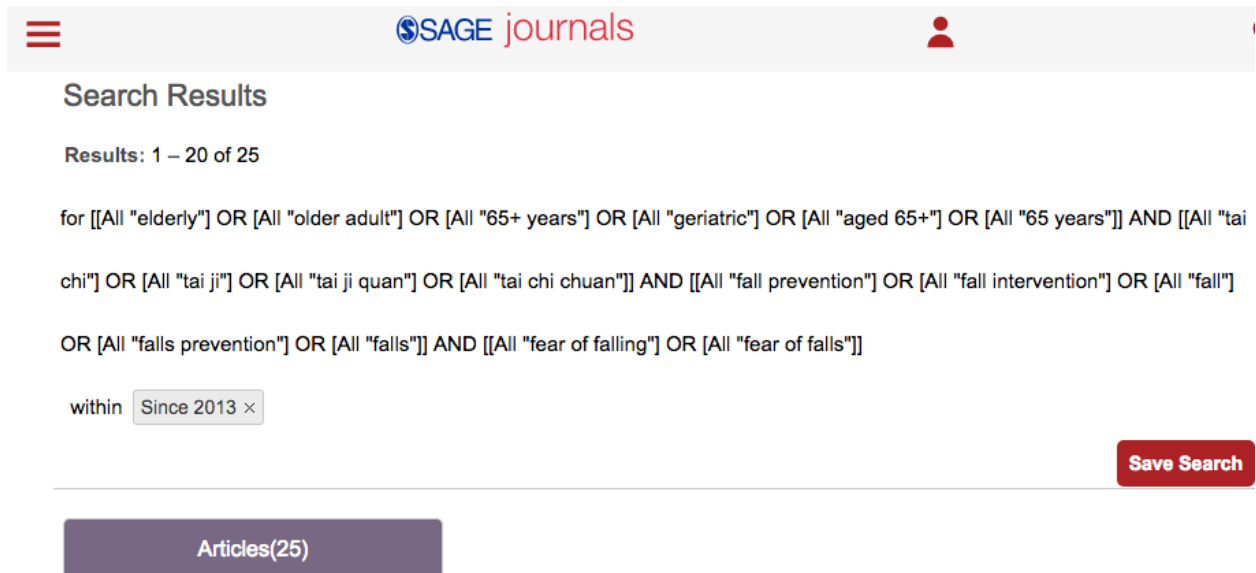 SAGE journals
Search Results
Results: 1 – 20 of 25
for [[All "elderly"] OR [All "older adult"] OR [All "65+ years"] OR [All "geriatric"] OR [All "aged 65+"] OR [All "65 years"]] AND [[All "tai
chi"] OR [All "tai ji"] OR [All "tai ji quan"] OR [All "tai chi chuan"]] AND [[All "fall prevention"] OR [All "fall intervention"] OR [All "fall"]
OR [All "falls prevention"] OR [All "falls"]] AND [[All "fear of falling"] OR [All "fear of falls"]]
within Since 2013 ×
Save Search
Articles(25)